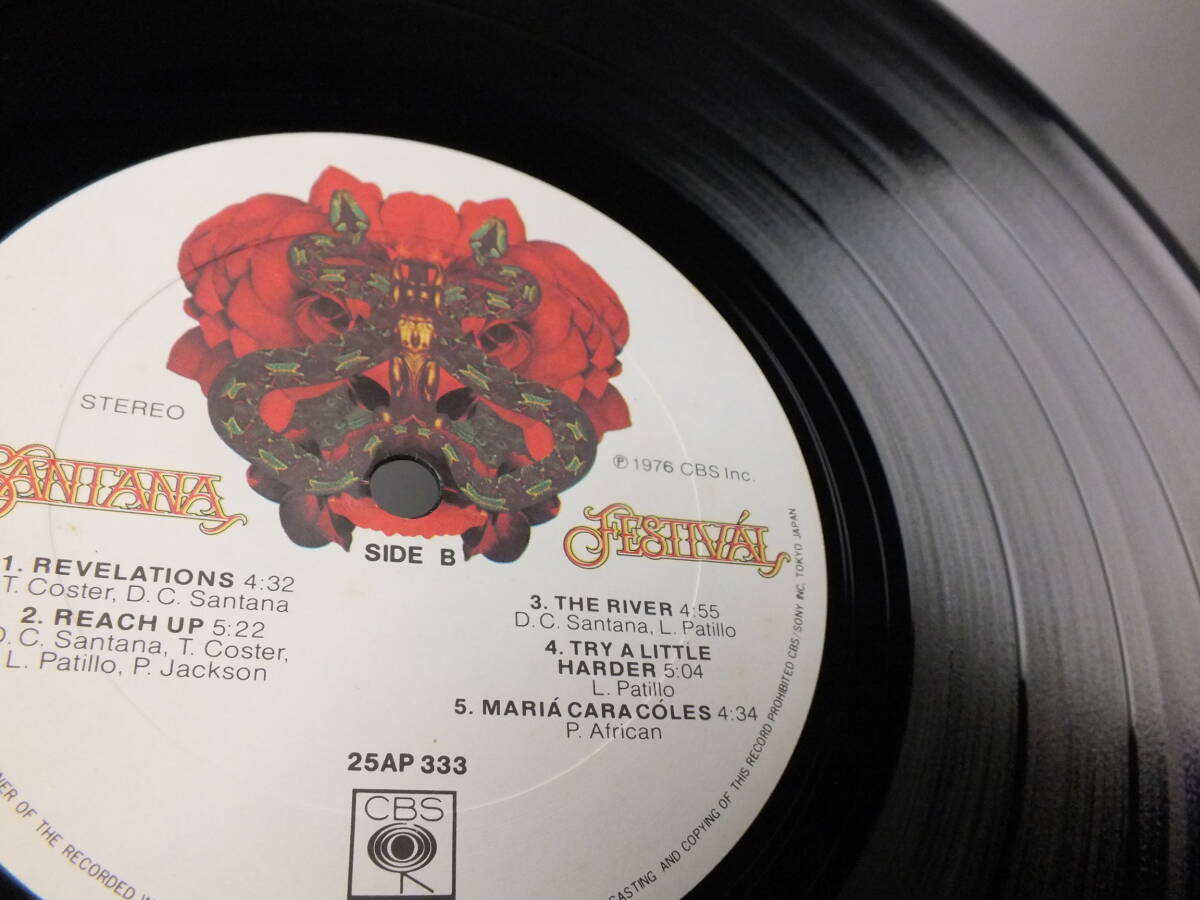 STEREO
℗ 1976 CBS Inc.
SANTANA
FESTIVÁL
SIDE B
1. REVELATIONS 4:32
T. Coster, D. C. Santana
2. REACH UP 5:22
D. C. Santana, T. Coster,
L. Patillo, P. Jackson
3. THE RIVER 4:55
D. C. Santana, L. Patillo
4. TRY A LITTLE
HARDER 5:04
L. Patillo
5. MARIÁ CARACÓLES 4:34
P. African
25AP 333
CBS
OF THE RECORDED
AND COPYING OF THIS RECORD PROHIBITED CBS/SONY INC. TOKYO JAPAN